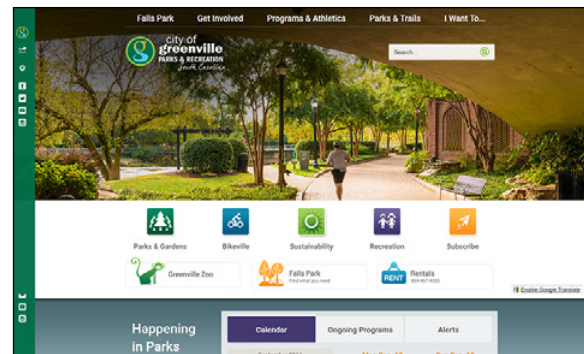 Falls Park Get Involved Programs & Athletics Parks & Trails I Want To...
city of
greenville
PARKS & RECREATION
South Carolina
Search...
Parks & Gardens Bikeville Sustainability Recreation Subscribe
Greenville Zoo
Falls Park
Find what you need
RENT
Rentals
Enable Google Translate
Happening
in Parks
Calendar Ongoing Programs Alerts